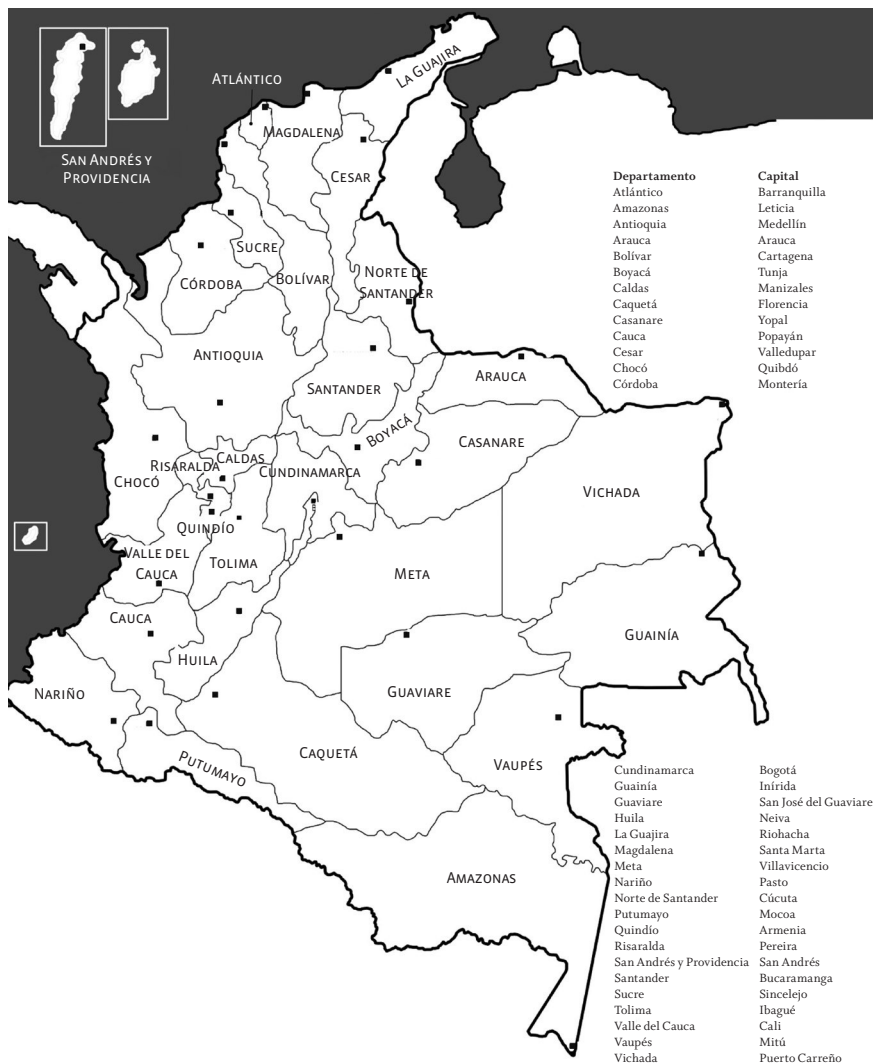 LA GUAJIRA
ATLÁNTICO
MAGDALENA
SAN ANDRÉS Y
PROVIDENCIA
CESAR
SUCRE
NORTE DE
SANTANDER
CÓRDOBA
BOLÍVAR
ANTIOQUIA
SANTANDER
ARAUCA
BOYACÁ
CASANARE
RISARALDA
CALDAS
CUNDINAMARCA
CHOCÓ
VICHADA
QUINDÍO
VALLE DEL
CAUCA
TOLIMA
META
CAUCA
GUAINÍA
HUILA
NARIÑO
GUAVIARE
CAQUETÁ
VAUPÉS
PUTUMAYO
AMAZONAS
Departamento Capital
Atlántico Barranquilla
Amazonas Leticia
Antioquia Medellín
Arauca Arauca
Bolívar Cartagena
Boyacá Tunja
Caldas Manizales
Caquetá Florencia
Casanare Yopal
Cauca Popayán
Cesar Valledupar
Chocó Quibdó
Córdoba Montería
Cundinamarca Bogotá
Guainía Inírida
Guaviare San José del Guaviare
Huila Neiva
La Guajira Riohacha
Magdalena Santa Marta
Meta Villavicencio
Nariño Pasto
Norte de Santander Cúcuta
Putumayo Mocoa
Quindío Armenia
Risaralda Pereira
San Andrés y Providencia San Andrés
Santander Bucaramanga
Sucre Sincelejo
Tolima Ibagué
Valle del Cauca Cali
Vaupés Mitú
Vichada Puerto Carreño